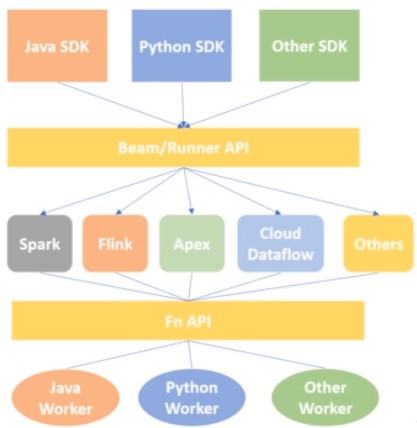 Java SDK
Python SDK
Other SDK
Beam/Runner API
Spark
Flink
Apex
Cloud
Dataflow
Others
Fn API
Java
Worker
Python
Worker
Other
Worker